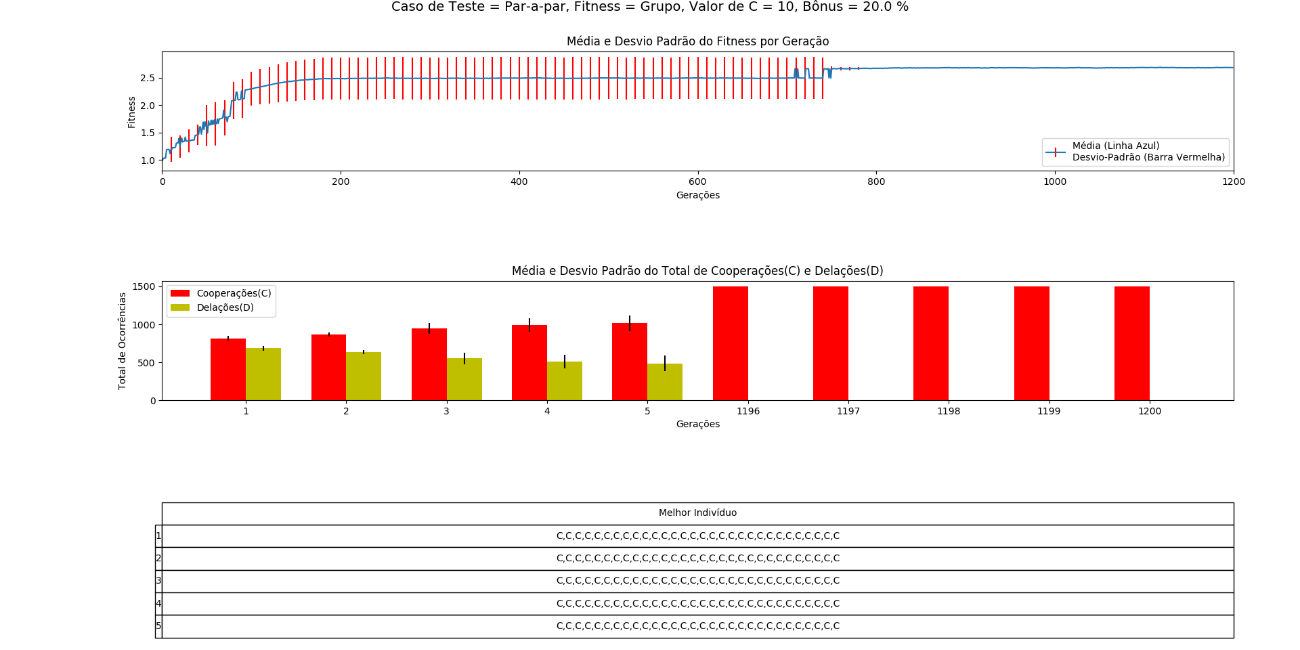 Caso de Teste = Par-a-par, Fitness = Grupo, Valor de C = 10, Bônus = 20.0 %
Média e Desvio Padrão do Fitness por Geração
2.5
2.0
1.5
1.0
Fitness
Média (Linha Azul)
Desvio-Padrão (Barra Vermelha)
0 200 400 600 800 1000 1200
Gerações
Média e Desvio Padrão do Total de Cooperações(C) e Delações(D)
1500
1000
500
0
Total de Ocorrências
Cooperações(C)
Delações(D)
1 2 3 4 5 1196 1197 1198 1199 1200
Gerações
Melhor Indivíduo
1 C,C,C,C,C,C,C,C,C,C,C,C,C,C,C,C,C,C,C,C,C,C,C,C,C,C,C,C,C,C
2 C,C,C,C,C,C,C,C,C,C,C,C,C,C,C,C,C,C,C,C,C,C,C,C,C,C,C,C,C,C
3 C,C,C,C,C,C,C,C,C,C,C,C,C,C,C,C,C,C,C,C,C,C,C,C,C,C,C,C,C,C
4 C,C,C,C,C,C,C,C,C,C,C,C,C,C,C,C,C,C,C,C,C,C,C,C,C,C,C,C,C,C
5 C,C,C,C,C,C,C,C,C,C,C,C,C,C,C,C,C,C,C,C,C,C,C,C,C,C,C,C,C,C